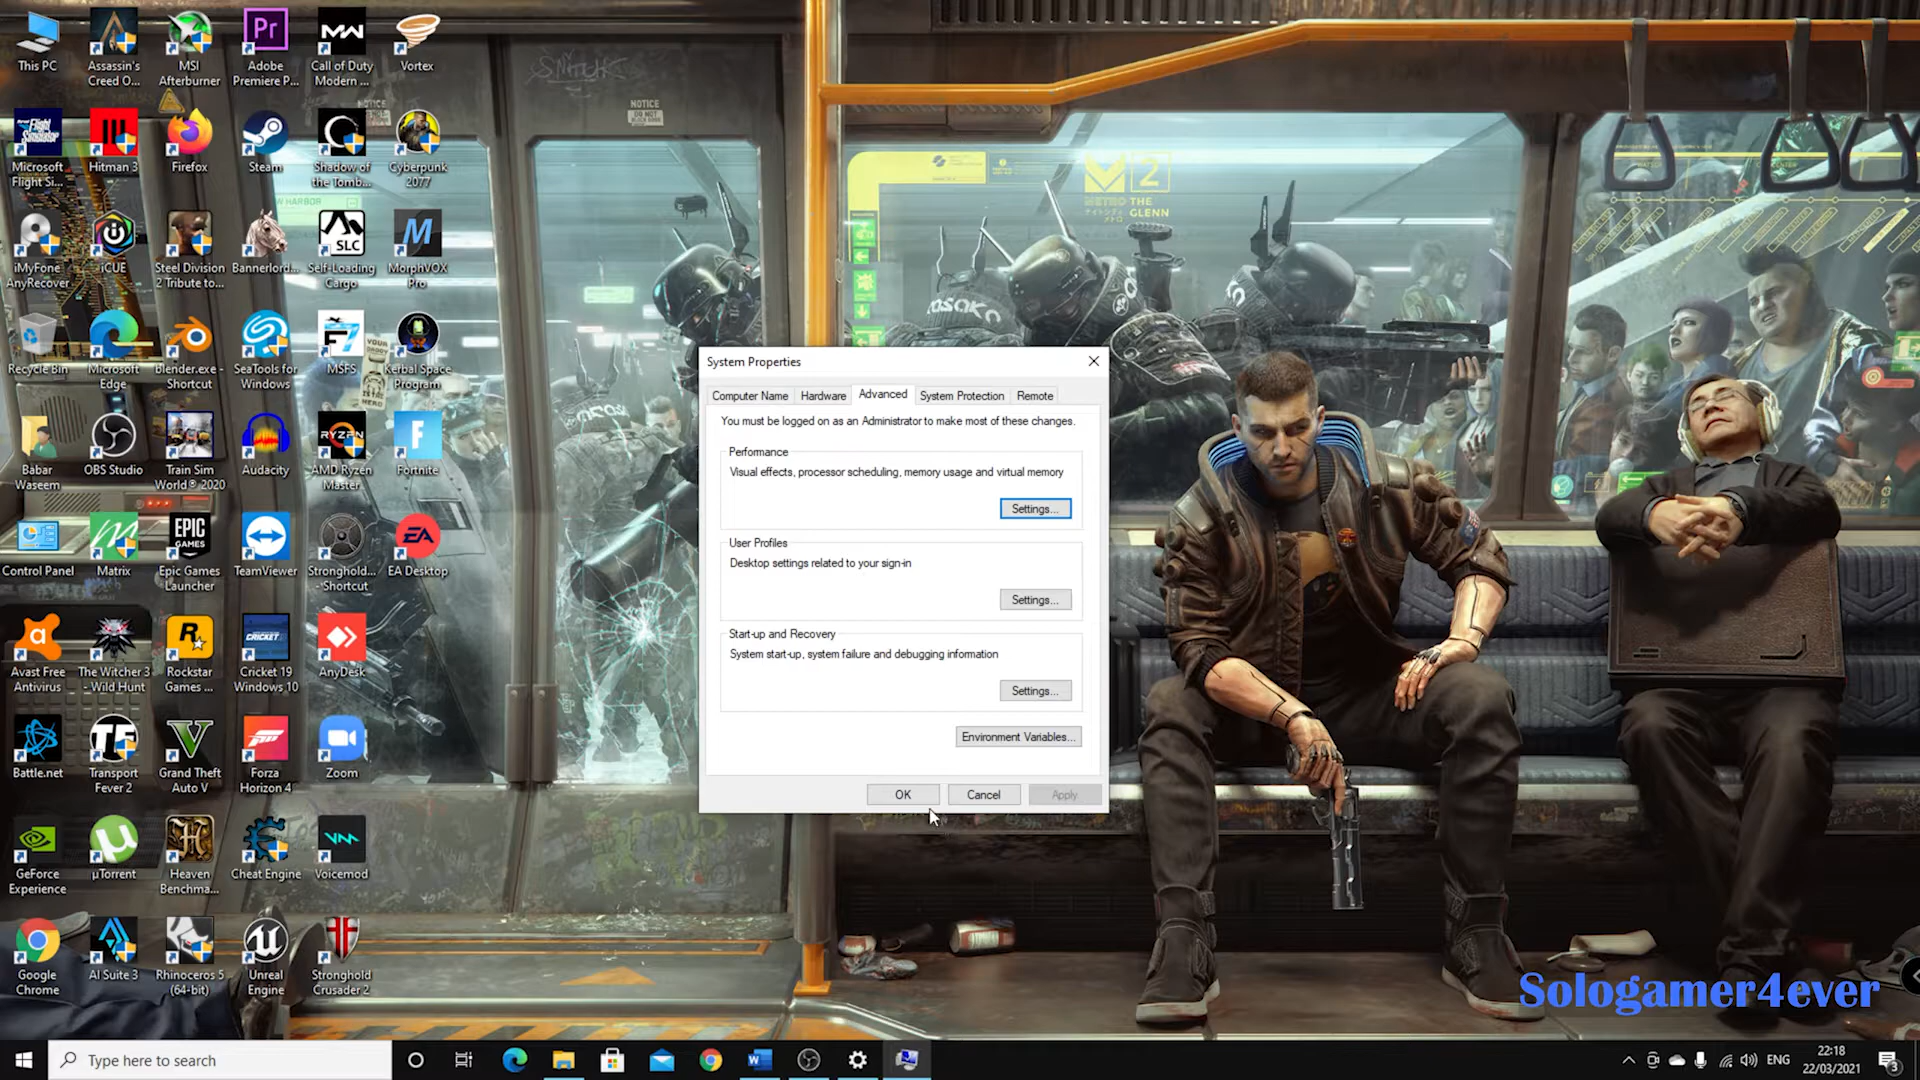 This PC
Assassin's
Creed O...
MSI
Afterburner
Adobe
Premiere P...
Call of Duty
Modern ...
Vortex
Microsoft
Flight Si...
Hitman 3
Firefox
Steam
Shadow of
the Tomb...
Cyberpunk
2077
iMyFone
AnyRecover
iCUE
Steel Division
2 Tribute to...
Bannerlord...
Self-Loading
Cargo
MorphVOX
Pro
Recycle Bin
Microsoft
Edge
Blender.exe -
Shortcut
SeaTools for
Windows
MSFS
Kerbal Space
Program
Babar
Waseem
OBS Studio
Train Sim
World® 2020
Audacity
AMD Ryzen
Master
Fortnite
Control Panel
Matrix
Epic Games
Launcher
TeamViewer
Stronghold...
- Shortcut
EA Desktop
Avast Free
Antivirus
The Witcher 3
- Wild Hunt
Rockstar
Games ...
Cricket 19
Windows 10
AnyDesk
Battle.net
Transport
Fever 2
Grand Theft
Auto V
Forza
Horizon 4
Zoom
GeForce
Experience
µTorrent
Heaven
Benchma...
Cheat Engine
Voicemod
Google
Chrome
AI Suite 3
Rhinoceros 5
(64-bit)
Unreal
Engine
Stronghold
Crusader 2
NOTICE
DO NOT
METRO THE
GLENN
2
System Properties
Computer Name
Hardware
Advanced
System Protection
Remote
You must be logged on as an Administrator to make most of these changes.
Performance
Visual effects, processor scheduling, memory usage and virtual memory
Settings...
User Profiles
Desktop settings related to your sign-in
Settings...
Start-up and Recovery
System start-up, system failure and debugging information
Settings...
Environment Variables...
OK
Cancel
Apply
Sologamer4ever
Type here to search
ENG
22:18
22/03/2021
3